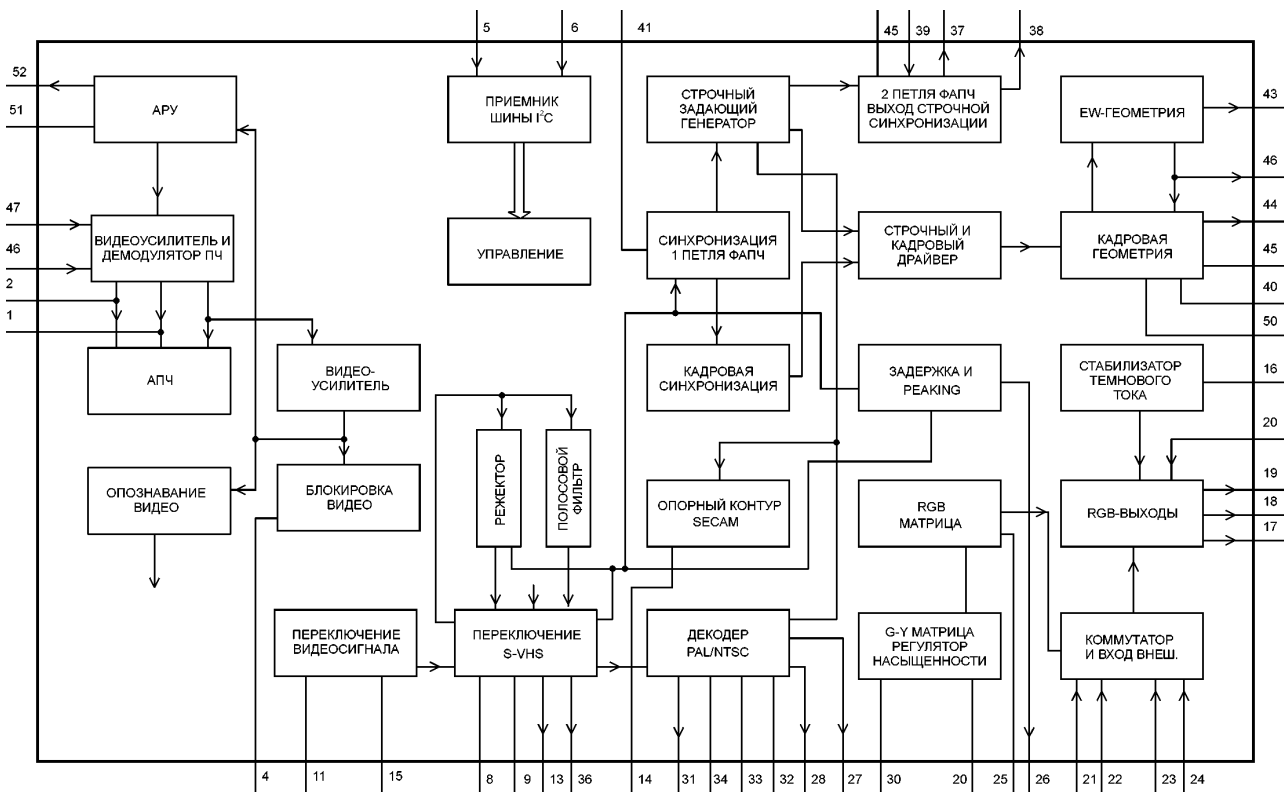 5
6
41
45
39
37
38
52
51
47
46
2
1
АРУ
ПРИЕМНИК
ШИНЫ I²C
СТРОЧНЫЙ
ЗАДАЮЩИЙ
ГЕНЕРАТОР
2 ПЕТЛЯ ФАПЧ
ВЫХОД СТРОЧНОЙ
СИНХРОНИЗАЦИИ
EW-ГЕОМЕТРИЯ
43
46
44
45
40
50
ВИДЕОУСИЛИТЕЛЬ И
ДЕМОДУЛЯТОР ПЧ
УПРАВЛЕНИЕ
СИНХРОНИЗАЦИЯ
1 ПЕТЛЯ ФАПЧ
СТРОЧНЫЙ И
КАДРОВЫЙ
ДРАЙВЕР
КАДРОВАЯ
ГЕОМЕТРИЯ
АПЧ
ВИДЕО-
УСИЛИТЕЛЬ
КАДРОВАЯ
СИНХРОНИЗАЦИЯ
ЗАДЕРЖКА И
PEAKING
СТАБИЛИЗАТОР
ТЕМНОВОГО
ТОКА
16
20
19
18
17
ОПОЗНАВАНИЕ
ВИДЕО
БЛОКИРОВКА
ВИДЕО
РЕЖЕКТОР
ПОЛОСОВОЙ
ФИЛЬТР
ОПОРНЫЙ КОНТУР
SECAM
RGB
МАТРИЦА
RGB-ВЫХОДЫ
ПЕРЕКЛЮЧЕНИЕ
ВИДЕОСИГНАЛА
ПЕРЕКЛЮЧЕНИЕ
S-VHS
ДЕКОДЕР
PAL/NTSC
G-Y МАТРИЦА
РЕГУЛЯТОР
НАСЫЩЕННОСТИ
КОММУТАТОР
И ВХОД ВНЕШ.
4
11
15
8
9
13
36
14
31
34
33
32
28
27
30
20
25
26
21
22
23
24